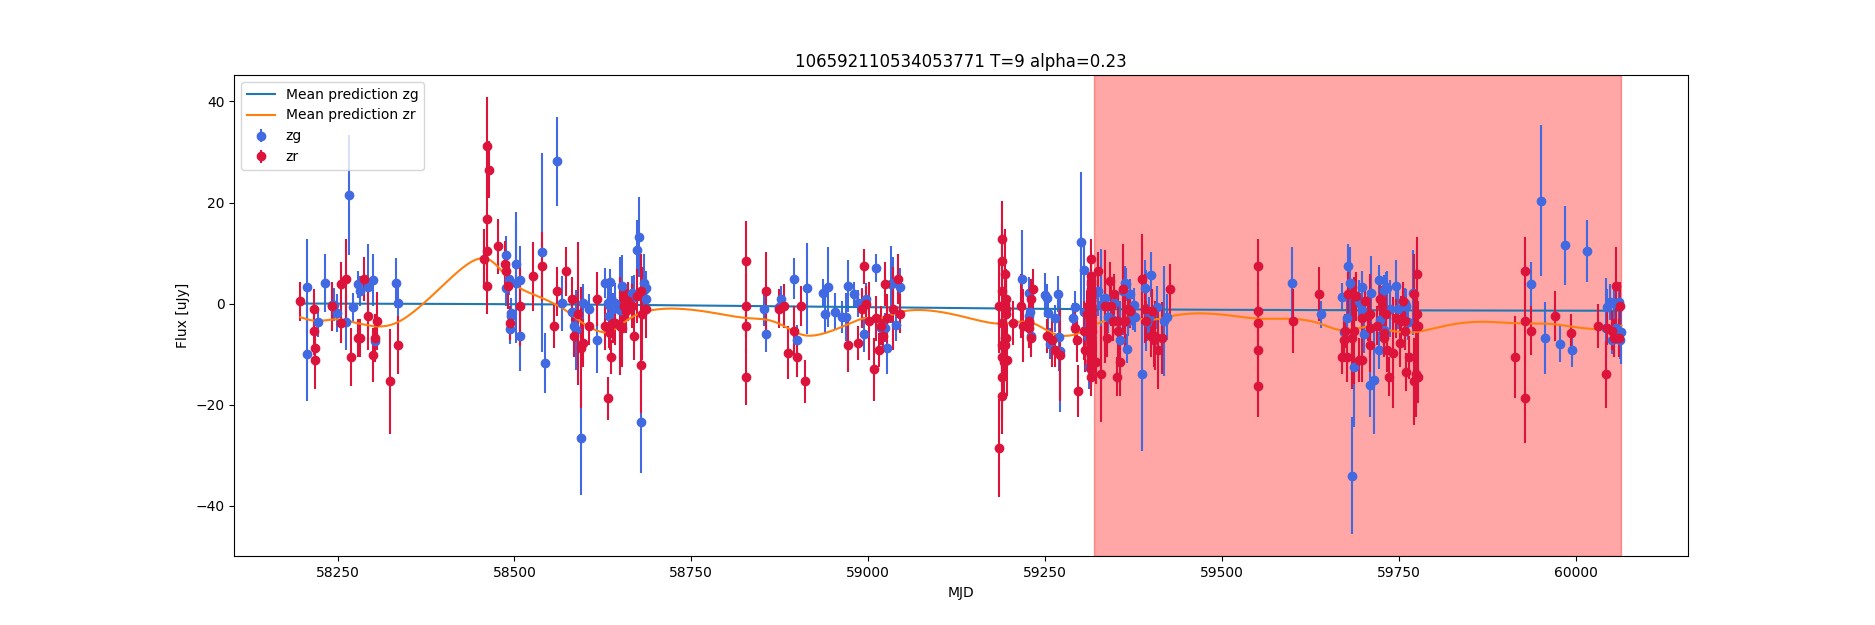 106592110534053771 T=9 alpha=0.23
Mean prediction zg
Mean prediction zr
zg
zr
40
20
0
−20
−40
Flux [uJy]
58250 58500 58750 59000 59250 59500 59750 60000
MJD